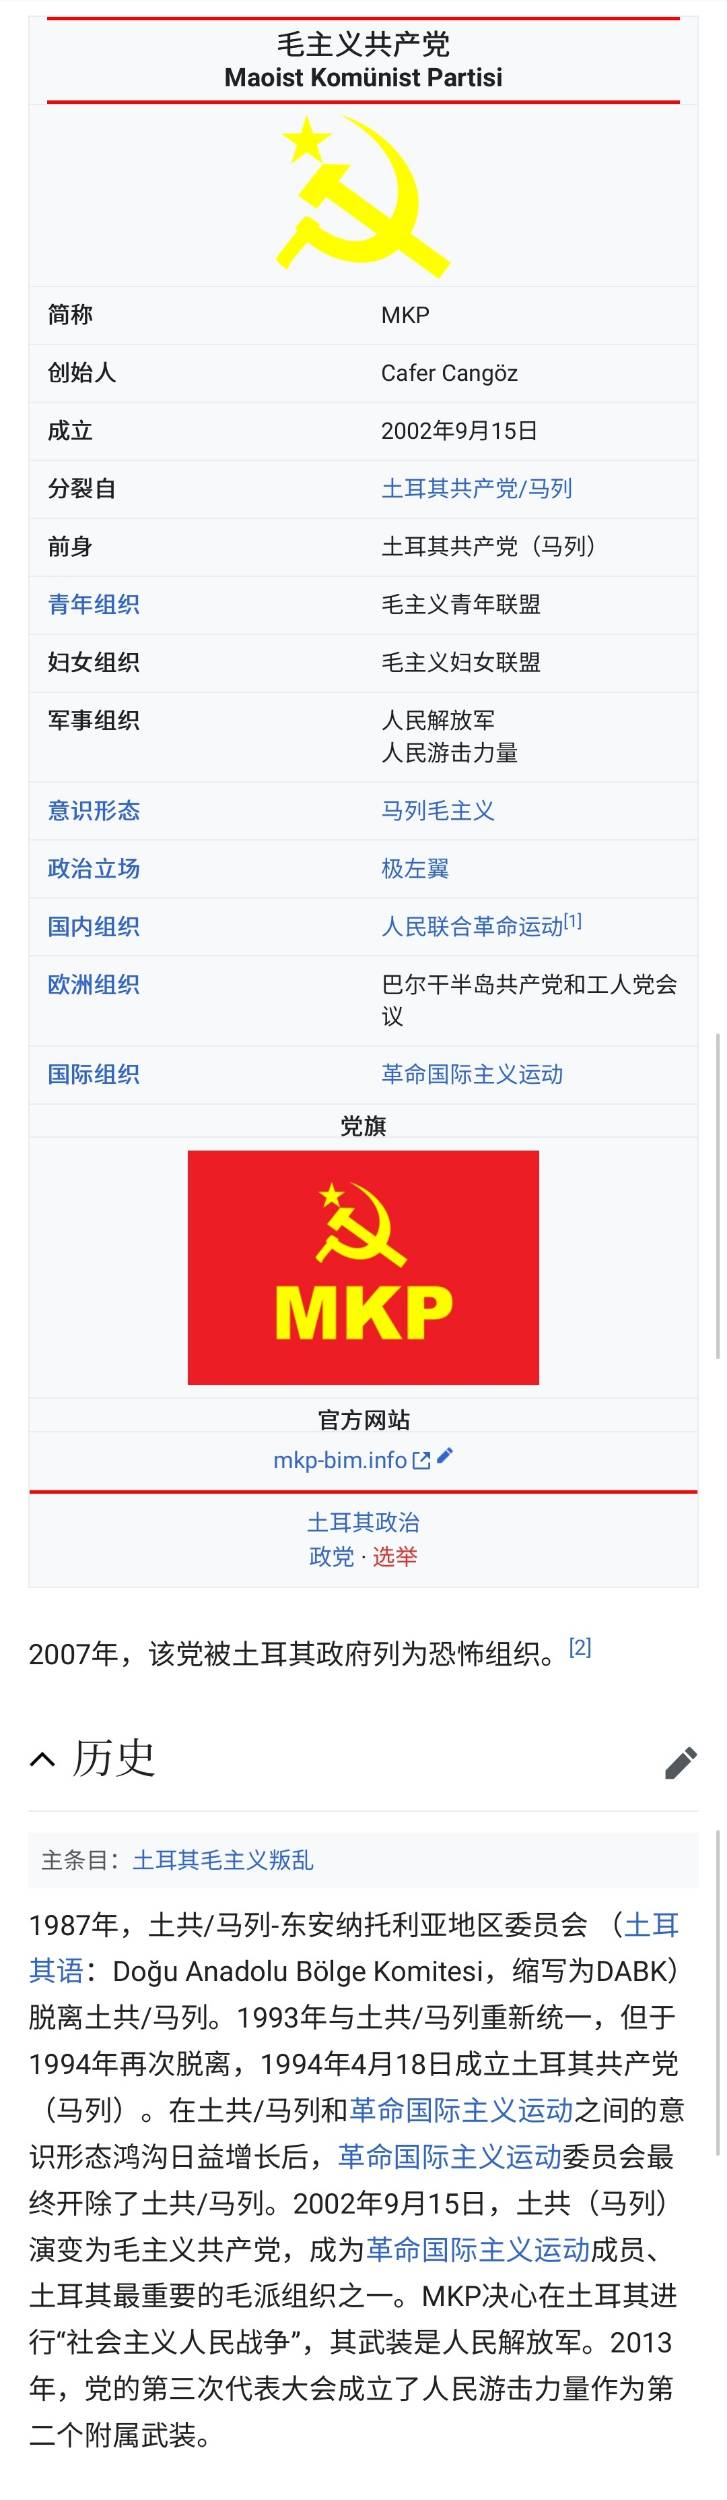 毛主义共产党
Maoist Komünist Partisi
简称 MKP
创始人 Cafer Cangöz
成立 2002年9月15日
分裂自 土耳其共产党/马列
前身 土耳其共产党（马列）
青年组织 毛主义青年联盟
妇女组织 毛主义妇女联盟
军事组织 人民解放军
人民游击力量
意识形态 马列毛主义
政治立场 极左翼
国内组织 人民联合革命运动[1]
欧洲组织 巴尔干半岛共产党和工人党会
议
国际组织 革命国际主义运动
党旗
MKP
官方网站
mkp-bim.info
土耳其政治
政党 · 选举
2007年，该党被土耳其政府列为恐怖组织。[2]
历史
主条目：土耳其毛主义叛乱
1987年，土共/马列-东安纳托利亚地区委员会 （土耳
其语：Doğu Anadolu Bölge Komitesi，缩写为DABK）
脱离土共/马列。1993年与土共/马列重新统一，但于
1994年再次脱离，1994年4月18日成立土耳其共产党
（马列）。在土共/马列和革命国际主义运动之间的意
识形态鸿沟日益增长后，革命国际主义运动委员会最
终开除了土共/马列。2002年9月15日，土共（马列）
演变为毛主义共产党，成为革命国际主义运动成员、
土耳其最重要的毛派组织之一。MKP决心在土耳其进
行“社会主义人民战争”，其武装是人民解放军。2013
年，党的第三次代表大会成立了人民游击力量作为第
二个附属武装。